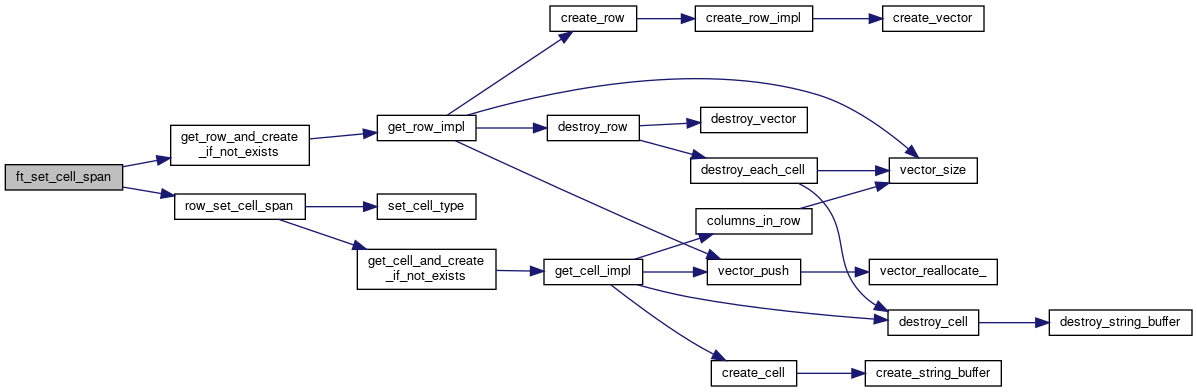 ft_set_cell_span
get_row_and_create
_if_not_exists
row_set_cell_span
get_row_impl
set_cell_type
get_cell_and_create
_if_not_exists
create_row
destroy_row
get_cell_impl
create_row_impl
destroy_vector
destroy_each_cell
columns_in_row
vector_push
create_cell
create_vector
vector_size
vector_reallocate_
destroy_cell
create_string_buffer
destroy_string_buffer